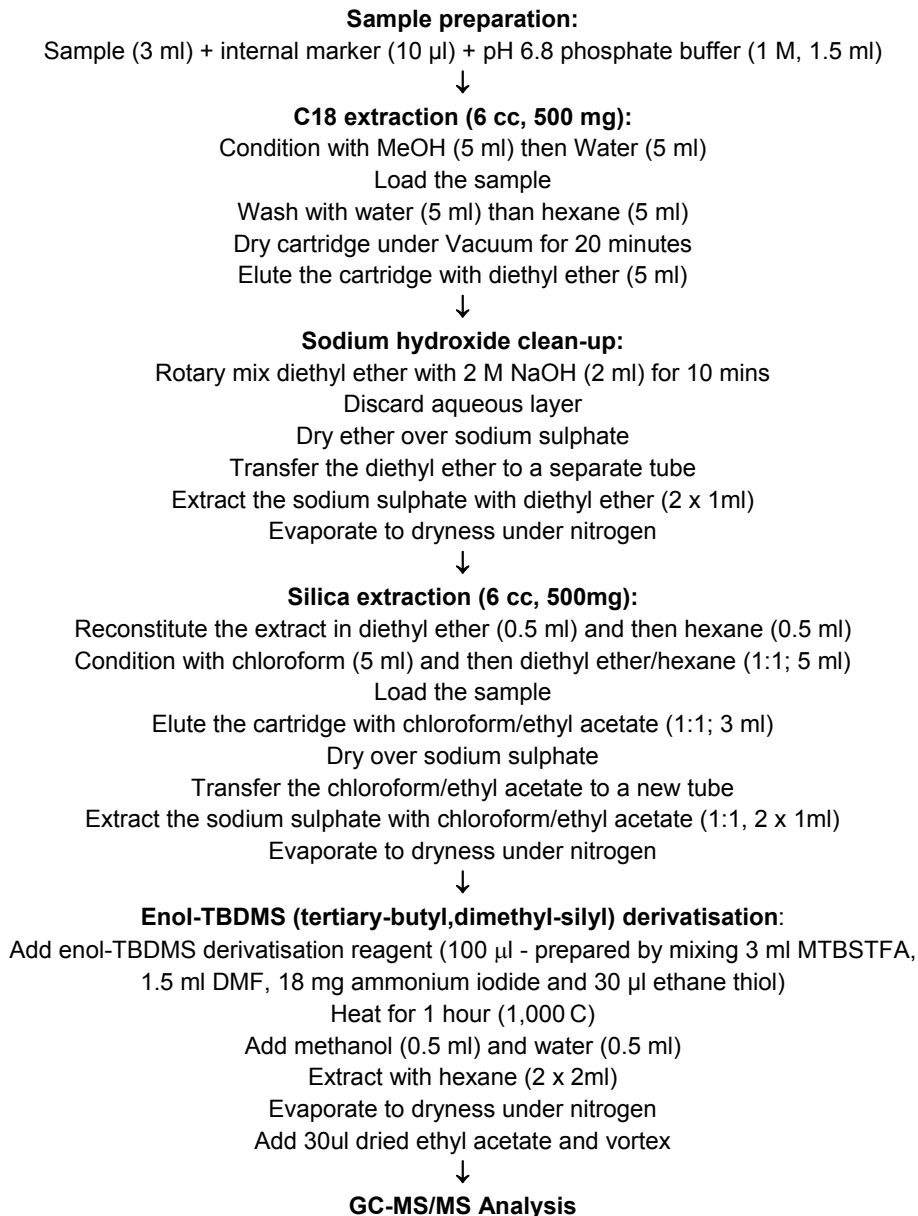 Sample preparation:
Sample (3 ml) + internal marker (10 µl) + pH 6.8 phosphate buffer (1 M, 1.5 ml)
↓
C18 extraction (6 cc, 500 mg):
Condition with MeOH (5 ml) then Water (5 ml)
Load the sample
Wash with water (5 ml) than hexane (5 ml)
Dry cartridge under Vacuum for 20 minutes
Elute the cartridge with diethyl ether (5 ml)
↓
Sodium hydroxide clean-up:
Rotary mix diethyl ether with 2 M NaOH (2 ml) for 10 mins
Discard aqueous layer
Dry ether over sodium sulphate
Transfer the diethyl ether to a separate tube
Extract the sodium sulphate with diethyl ether (2 x 1ml)
Evaporate to dryness under nitrogen
↓
Silica extraction (6 cc, 500mg):
Reconstitute the extract in diethyl ether (0.5 ml) and then hexane (0.5 ml)
Condition with chloroform (5 ml) and then diethyl ether/hexane (1:1; 5 ml)
Load the sample
Elute the cartridge with chloroform/ethyl acetate (1:1; 3 ml)
Dry over sodium sulphate
Transfer the chloroform/ethyl acetate to a new tube
Extract the sodium sulphate with chloroform/ethyl acetate (1:1, 2 x 1ml)
Evaporate to dryness under nitrogen
↓
Enol-TBDMS (tertiary-butyl,dimethyl-silyl) derivatisation:
Add enol-TBDMS derivatisation reagent (100 µl - prepared by mixing 3 ml MTBSTFA,
1.5 ml DMF, 18 mg ammonium iodide and 30 µl ethane thiol)
Heat for 1 hour (1,000 C)
Add methanol (0.5 ml) and water (0.5 ml)
Extract with hexane (2 x 2ml)
Evaporate to dryness under nitrogen
Add 30ul dried ethyl acetate and vortex
↓
GC-MS/MS Analysis